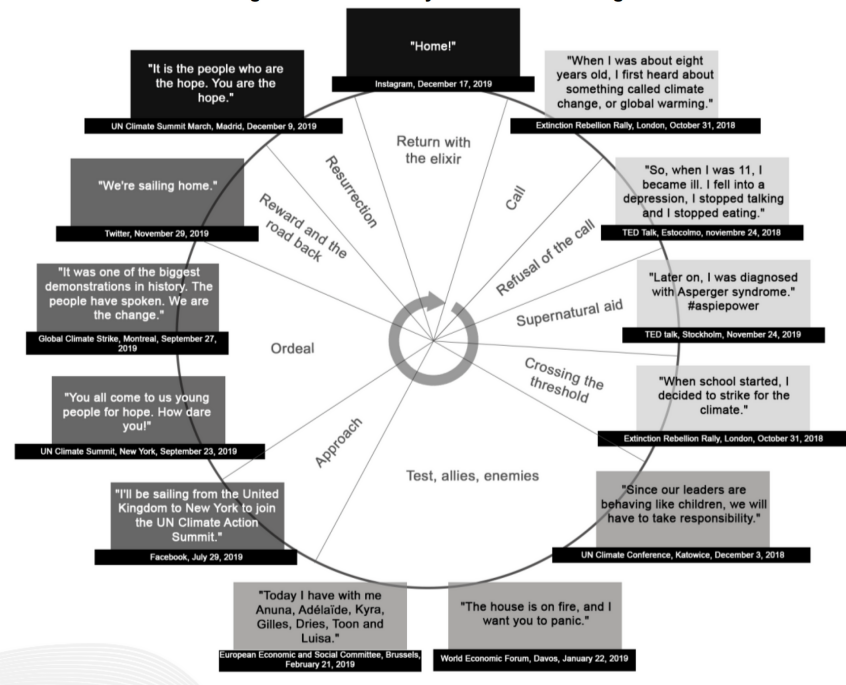 "Home!"
Instagram, December 17, 2019
"When I was about eight
years old, I first heard about
something called climate
change, or global warming."
Extinction Rebellion Rally, London, October 31, 2018
"So, when I was 11, I
became ill. I fell into a
depression, I stopped talking
and I stopped eating."
TED Talk, Estocolmo, noviembre 24, 2018
"Later on, I was diagnosed
with Asperger syndrome."
#aspiepower
TED talk, Stockholm, November 24, 2019
"When school started, I
decided to strike for the
climate."
Extinction Rebellion Rally, London, October 31, 2018
"Since our leaders are
behaving like children, we will
have to take responsibility."
UN Climate Conference, Katowice, December 3, 2018
"The house is on fire, and I
want you to panic."
World Economic Forum, Davos, January 22, 2019
"Today I have with me
Anuna, Adélaïde, Kyra,
Gilles, Dries, Toon and
Luisa."
European Economic and Social Committee, Brussels,
February 21, 2019
"I'll be sailing from the United
Kingdom to New York to join
the UN Climate Action
Summit."
Facebook, July 29, 2019
"You all come to us young
people for hope. How dare
you!"
UN Climate Summit, New York, September 23, 2019
"It was one of the biggest
demonstrations in history. The
people have spoken. We are
the change."
Global Climate Strike, Montreal, September 27,
2019
"We're sailing home."
Twitter, November 29, 2019
"It is the people who are
the hope. You are the
hope."
UN Climate Summit March, Madrid, December 9, 2019
Return with
the elixir
Call
Refusal of the call
Supernatural aid
Crossing the
threshold
Test, allies, enemies
Approach
Ordeal
Reward and the
road back
Resurrection